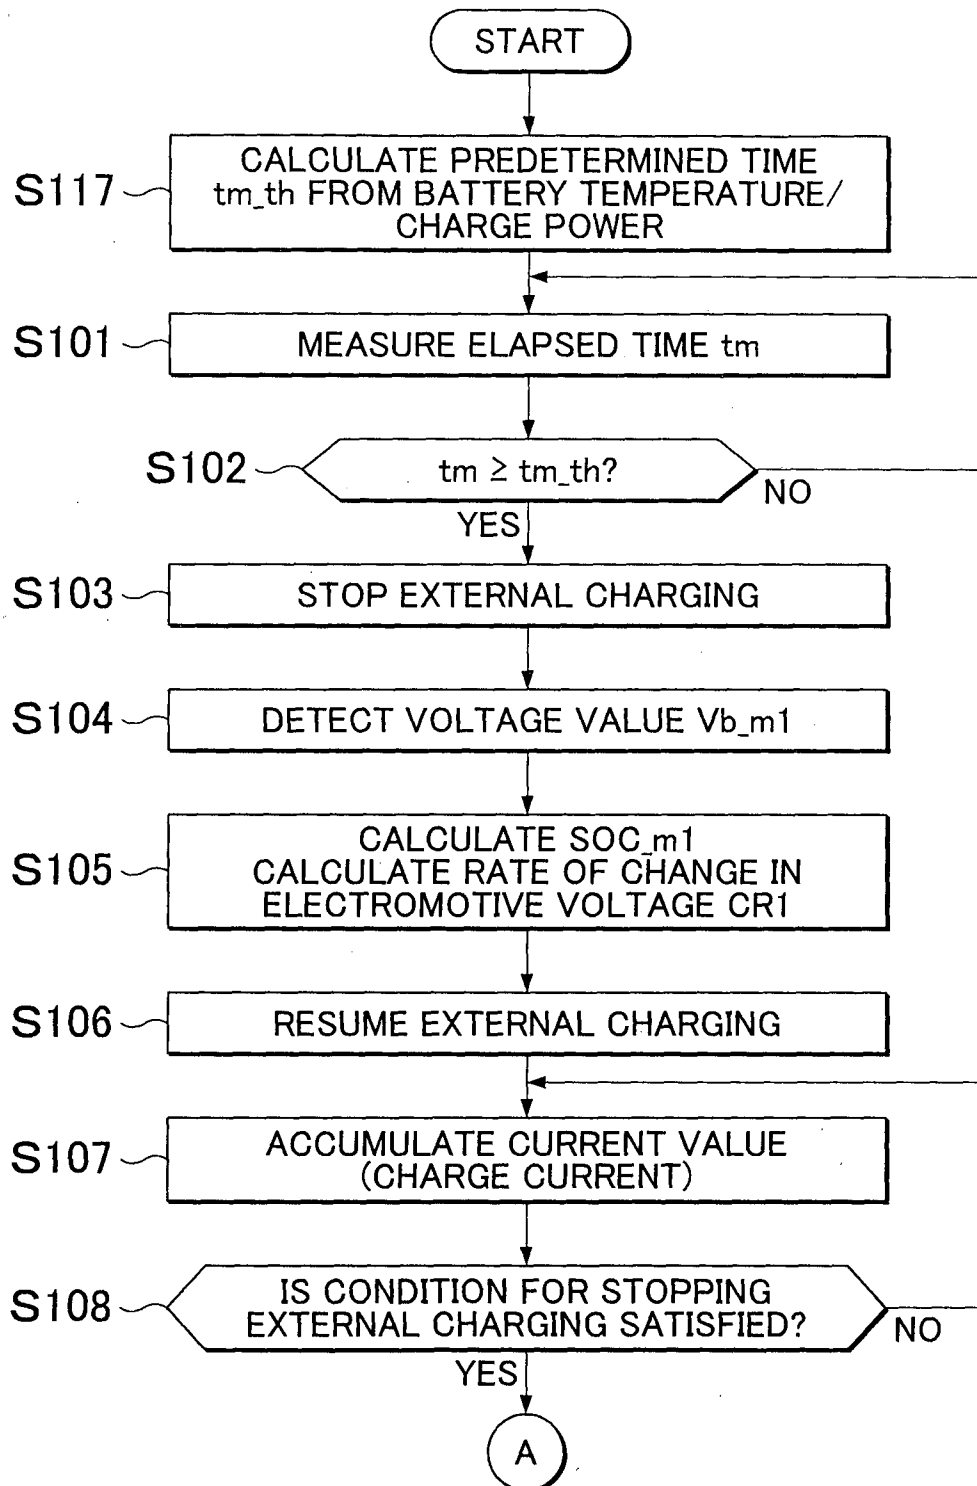 START
S117
CALCULATE PREDETERMINED TIME
tm_th FROM BATTERY TEMPERATURE/
CHARGE POWER
S101
MEASURE ELAPSED TIME tm
S102
tm ≥ tm_th?
NO
YES
S103
STOP EXTERNAL CHARGING
S104
DETECT VOLTAGE VALUE Vb_m1
S105
CALCULATE SOC_m1
CALCULATE RATE OF CHANGE IN
ELECTROMOTIVE VOLTAGE CR1
S106
RESUME EXTERNAL CHARGING
S107
ACCUMULATE CURRENT VALUE
(CHARGE CURRENT)
S108
IS CONDITION FOR STOPPING
EXTERNAL CHARGING SATISFIED?
NO
YES
A